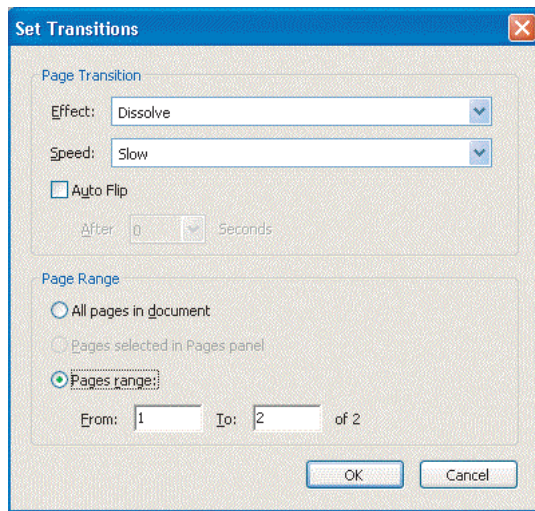 Set Transitions
Page Transition
Effect: Dissolve
Speed: Slow
Auto Flip
After 0 Seconds
Page Range
All pages in document
Pages selected in Pages panel
Pages range:
From: 1 To: 2 of 2
OK Cancel